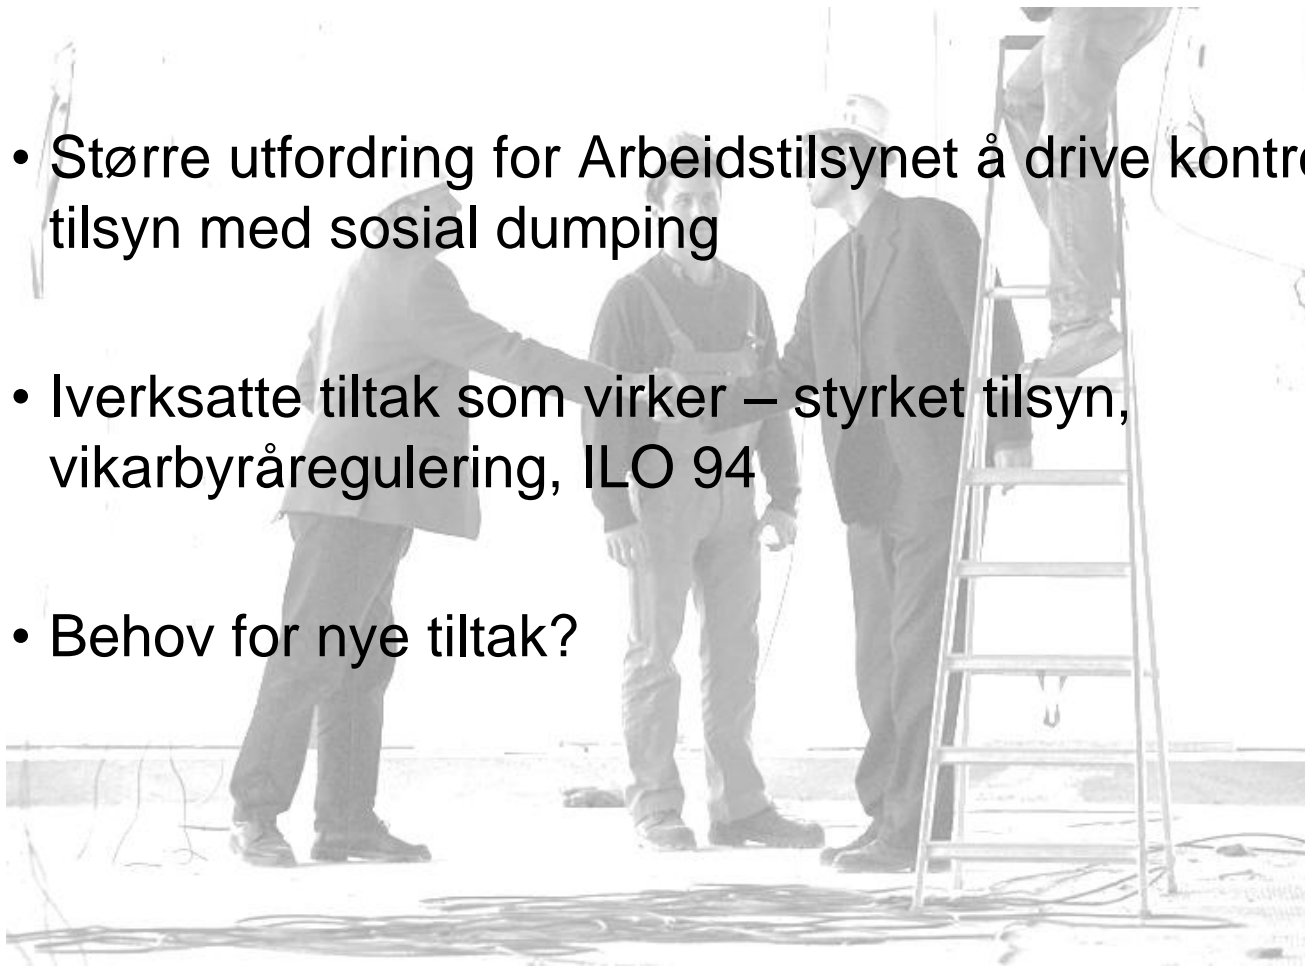 • Større utfordring for Arbeidstilsynet å drive
tilsyn med sosial dumping
• Iverksatte tiltak som virker – styrket tilsyn,
vikarbyråregulering, ILO 94
• Behov for nye tiltak?